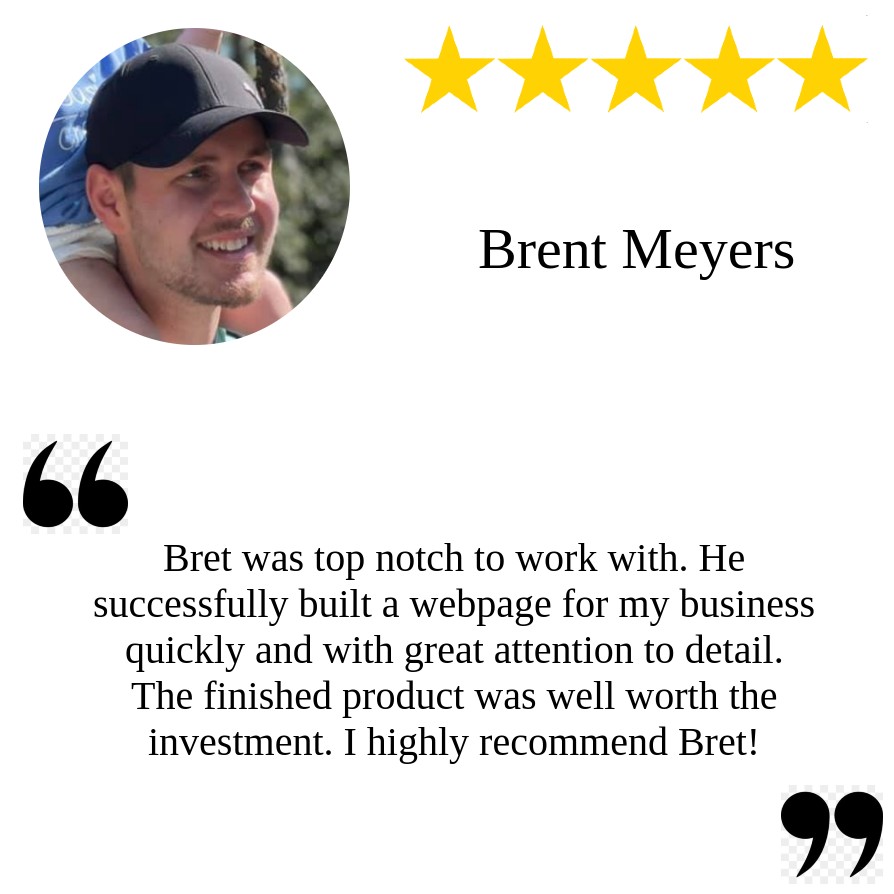 Brent Meyers
“
Bret was top notch to work with. He
successfully built a webpage for my business
quickly and with great attention to detail.
The finished product was well worth the
investment. I highly recommend Bret!
”